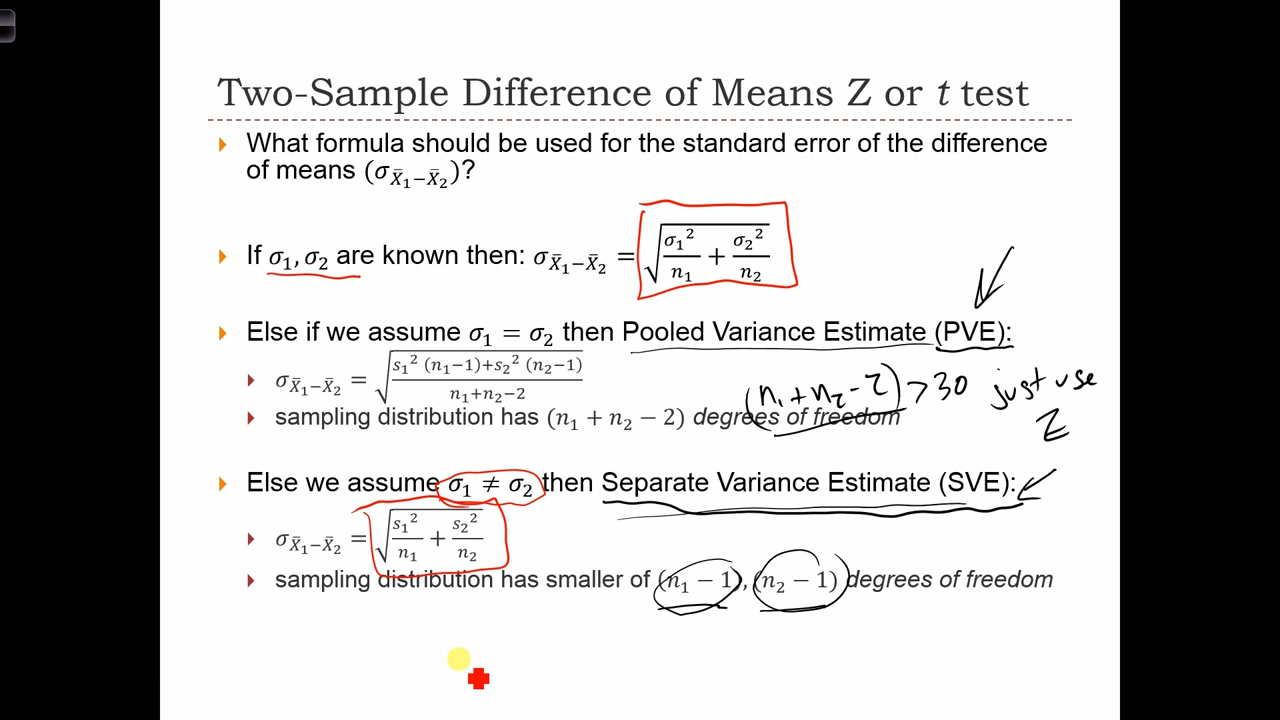 Two-Sample Difference of Means Z or t test
What formula should be used for the standard error of the difference
of means (σ_{X̄₁−X̄₂})?
If σ₁, σ₂ are known then: σ_{X̄₁−X̄₂} = √(σ₁²/n₁ + σ₂²/n₂)
Else if we assume σ₁ = σ₂ then Pooled Variance Estimate (PVE):
σ_{X̄₁−X̄₂} = √((s₁² (n₁−1)+s₂² (n₂−1))/(n₁+n₂−2))
(n₁+n₂-2) >30 just use
Z
sampling distribution has (n₁ + n₂ − 2) degrees of freedom
Else we assume σ₁ ≠ σ₂ then Separate Variance Estimate (SVE):
σ_{X̄₁−X̄₂} = √(s₁²/n₁ + s₂²/n₂)
sampling distribution has smaller of (n₁ − 1), (n₂ − 1) degrees of freedom